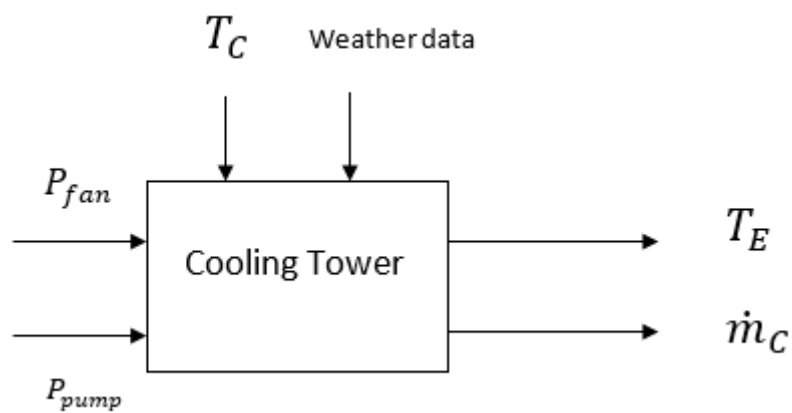 T_C
Weather data
P_fan
Cooling Tower
T_E
ṁ_C
P_pump